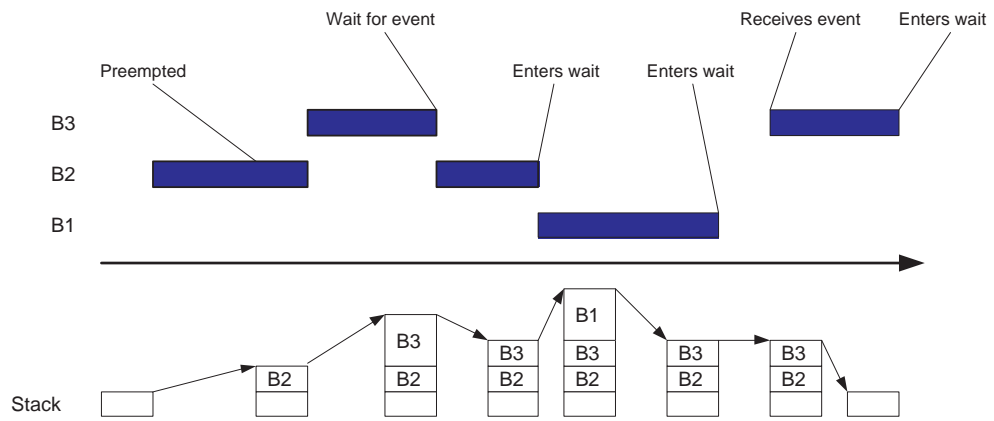 Wait for event
Receives event
Enters wait
Preempted
Enters wait
Enters wait
B3
B2
B1
B1
B3
B3
B3
B3
B3
B2
B2
B2
B2
B2
B2
Stack